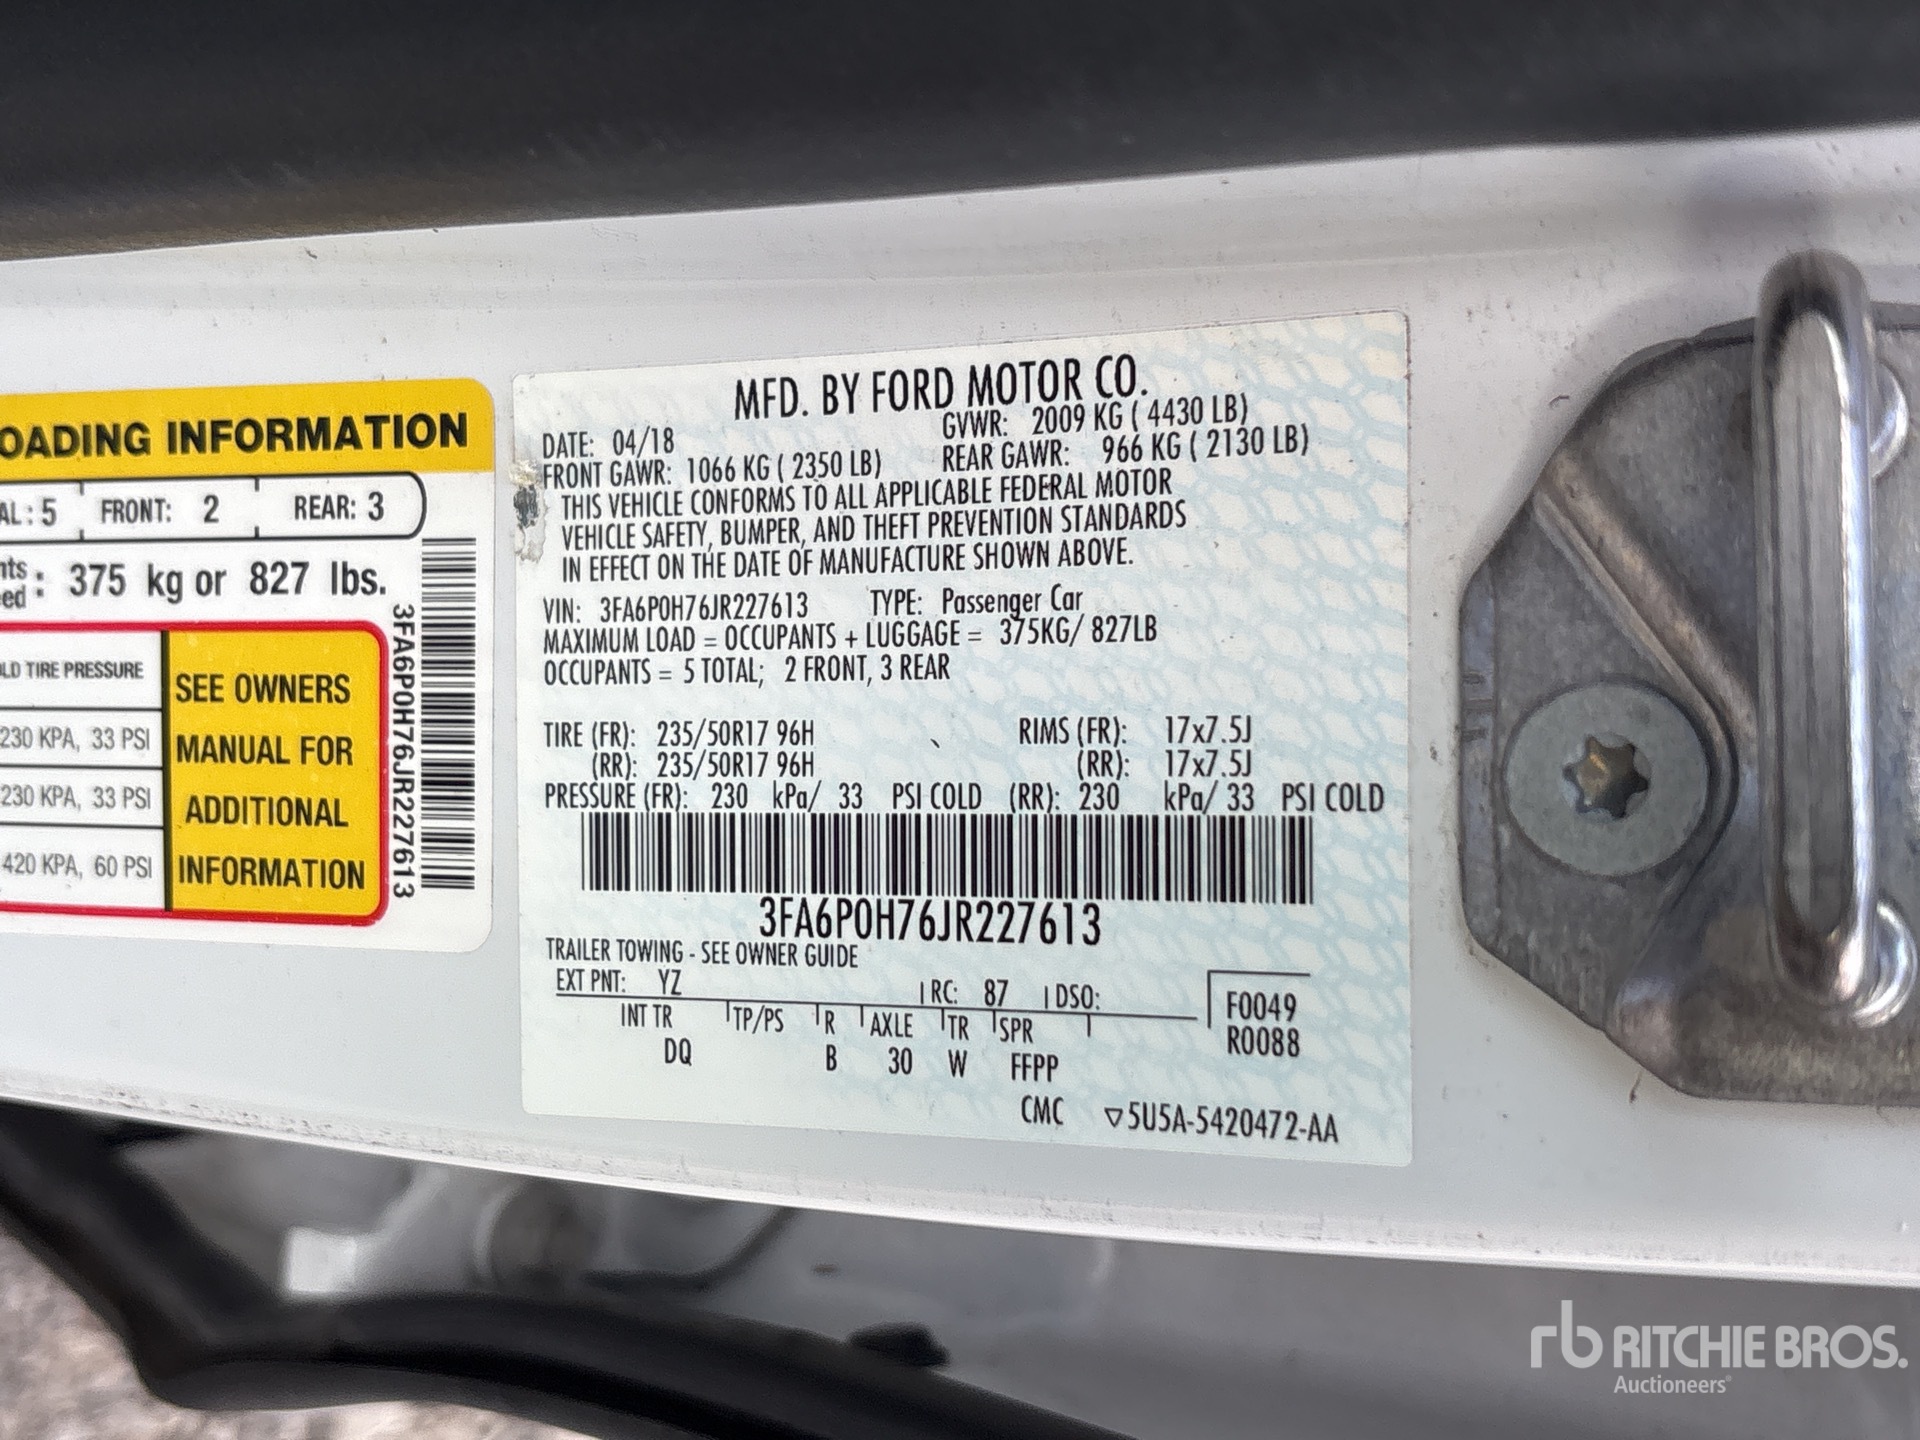 OADING INFORMATION
AL: 5 FRONT: 2 REAR: 3
nts
ed : 375 kg or 827 lbs.
LD TIRE PRESSURE
230 KPA, 33 PSI
230 KPA, 33 PSI
420 KPA, 60 PSI
SEE OWNERS
MANUAL FOR
ADDITIONAL
INFORMATION
3FA6P0H76JR227613
MFD. BY FORD MOTOR CO.
DATE: 04/18 GVWR: 2009 KG ( 4430 LB)
FRONT GAWR: 1066 KG ( 2350 LB) REAR GAWR: 966 KG ( 2130 LB)
THIS VEHICLE CONFORMS TO ALL APPLICABLE FEDERAL MOTOR
VEHICLE SAFETY, BUMPER, AND THEFT PREVENTION STANDARDS
IN EFFECT ON THE DATE OF MANUFACTURE SHOWN ABOVE.
VIN: 3FA6P0H76JR227613 TYPE: Passenger Car
MAXIMUM LOAD = OCCUPANTS + LUGGAGE = 375KG/ 827LB
OCCUPANTS = 5 TOTAL; 2 FRONT, 3 REAR
TIRE (FR): 235/50R17 96H RIMS (FR): 17x7.5J
(RR): 235/50R17 96H (RR): 17x7.5J
PRESSURE (FR): 230 kPa/ 33 PSI COLD (RR): 230 kPa/ 33 PSI COLD
3FA6P0H76JR227613
TRAILER TOWING - SEE OWNER GUIDE
EXT PNT: YZ RC: 87 DSO:
F0049
R0088
INT TR TP/PS R AXLE TR SPR
DQ B 30 W FFPP
CMC ▽5U5A-5420472-AA
rb RITCHIE BROS.
Auctioneers